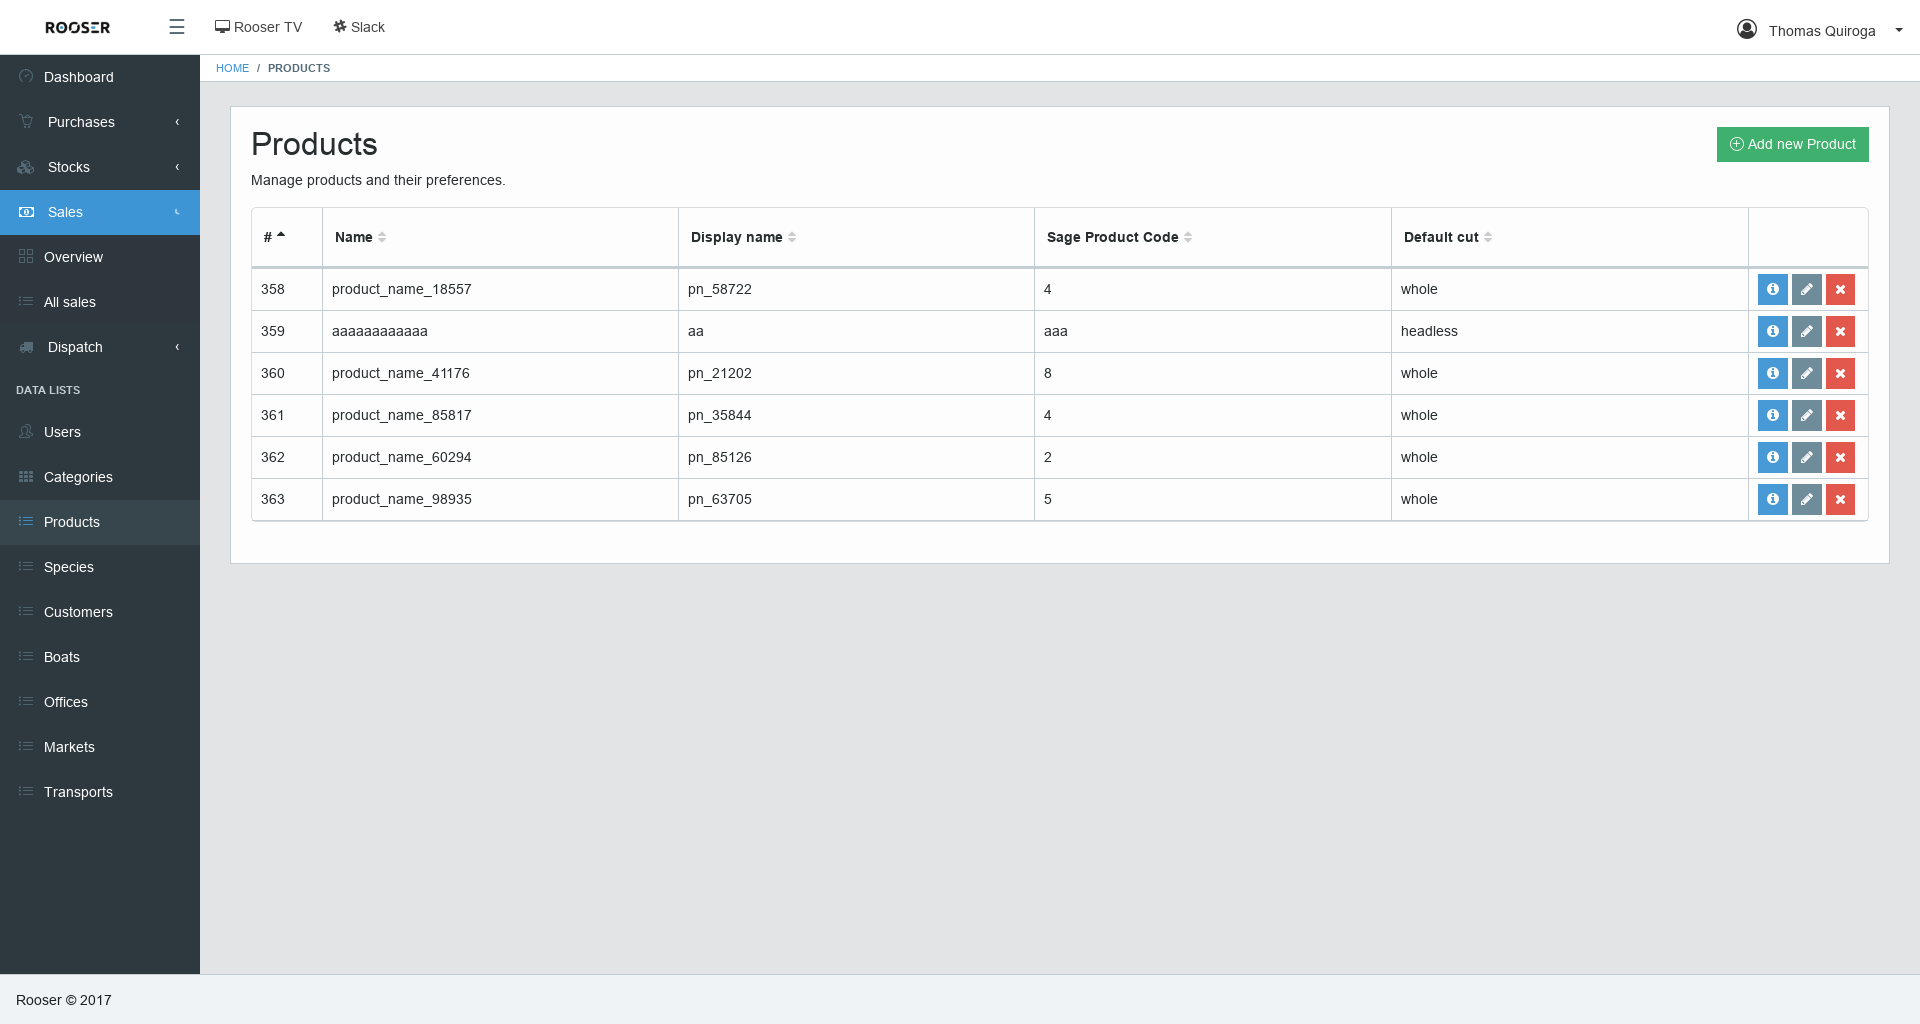 ROOSER
Rooser TV
Slack
Thomas Quiroga
Dashboard
Purchases
Stocks
Sales
Overview
All sales
Dispatch
DATA LISTS
Users
Categories
Products
Species
Customers
Boats
Offices
Markets
Transports
HOME / PRODUCTS
Products
Add new Product
Manage products and their preferences.
# Name Display name Sage Product Code Default cut
358 product_name_18557 pn_58722 4 whole
359 aaaaaaaaaaaa aa aaa headless
360 product_name_41176 pn_21202 8 whole
361 product_name_85817 pn_35844 4 whole
362 product_name_60294 pn_85126 2 whole
363 product_name_98935 pn_63705 5 whole
Rooser © 2017